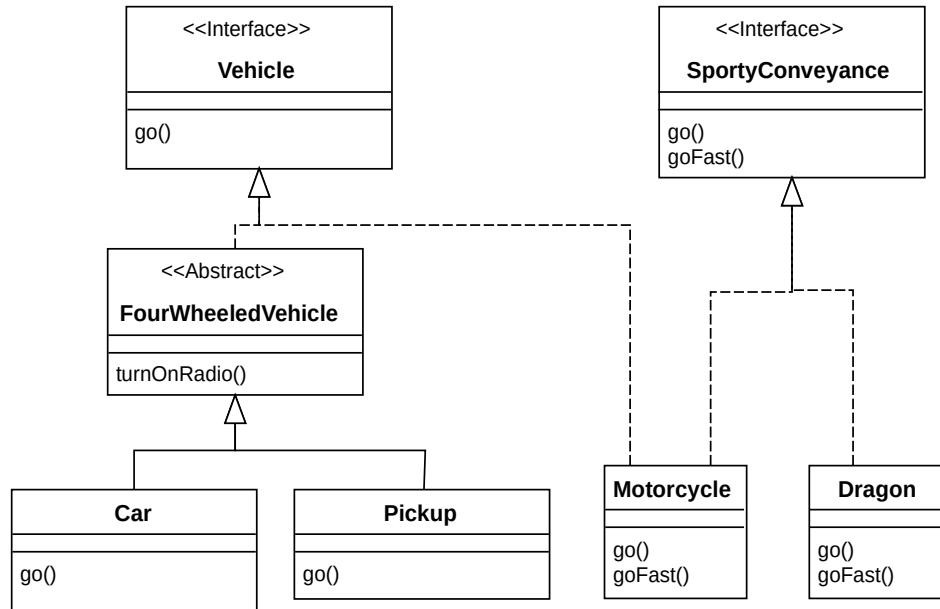 <<Interface>>
Vehicle
go()
<<Interface>>
SportyConveyance
go()
goFast()
<<Abstract>>
FourWheeledVehicle
turnOnRadio()
Car
go()
Pickup
go()
Motorcycle
go()
goFast()
Dragon
go()
goFast()